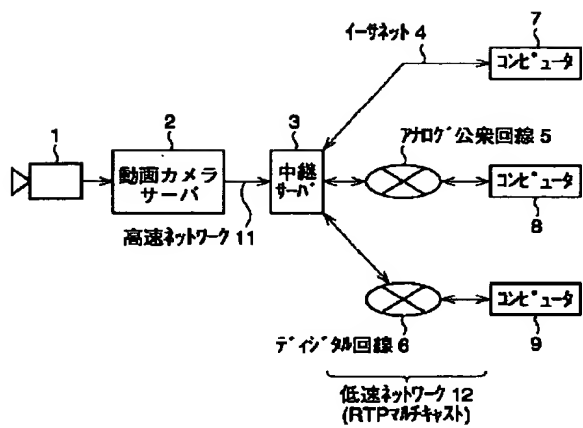 イーサネット 4
7
コンピュータ
1
2
動画カメラ
サーバ
3
中継
サーバ
アナログ公衆回線 5
コンピュータ
8
高速ネットワーク 11
コンピュータ
9
ディジタル回線 6
低速ネットワーク 12
(RTPマルチキャスト)